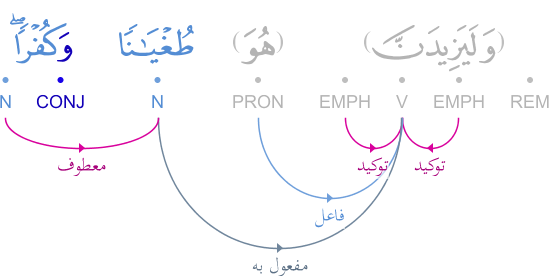 (وَلَيَزِيدَنَّ) (هُوَ) طُغْيَـٰنًا وَكُفْرًا ۖ
REM EMPH V EMPH PRON N CONJ N
توكيد توكيد معطوف
فاعل
مفعول به